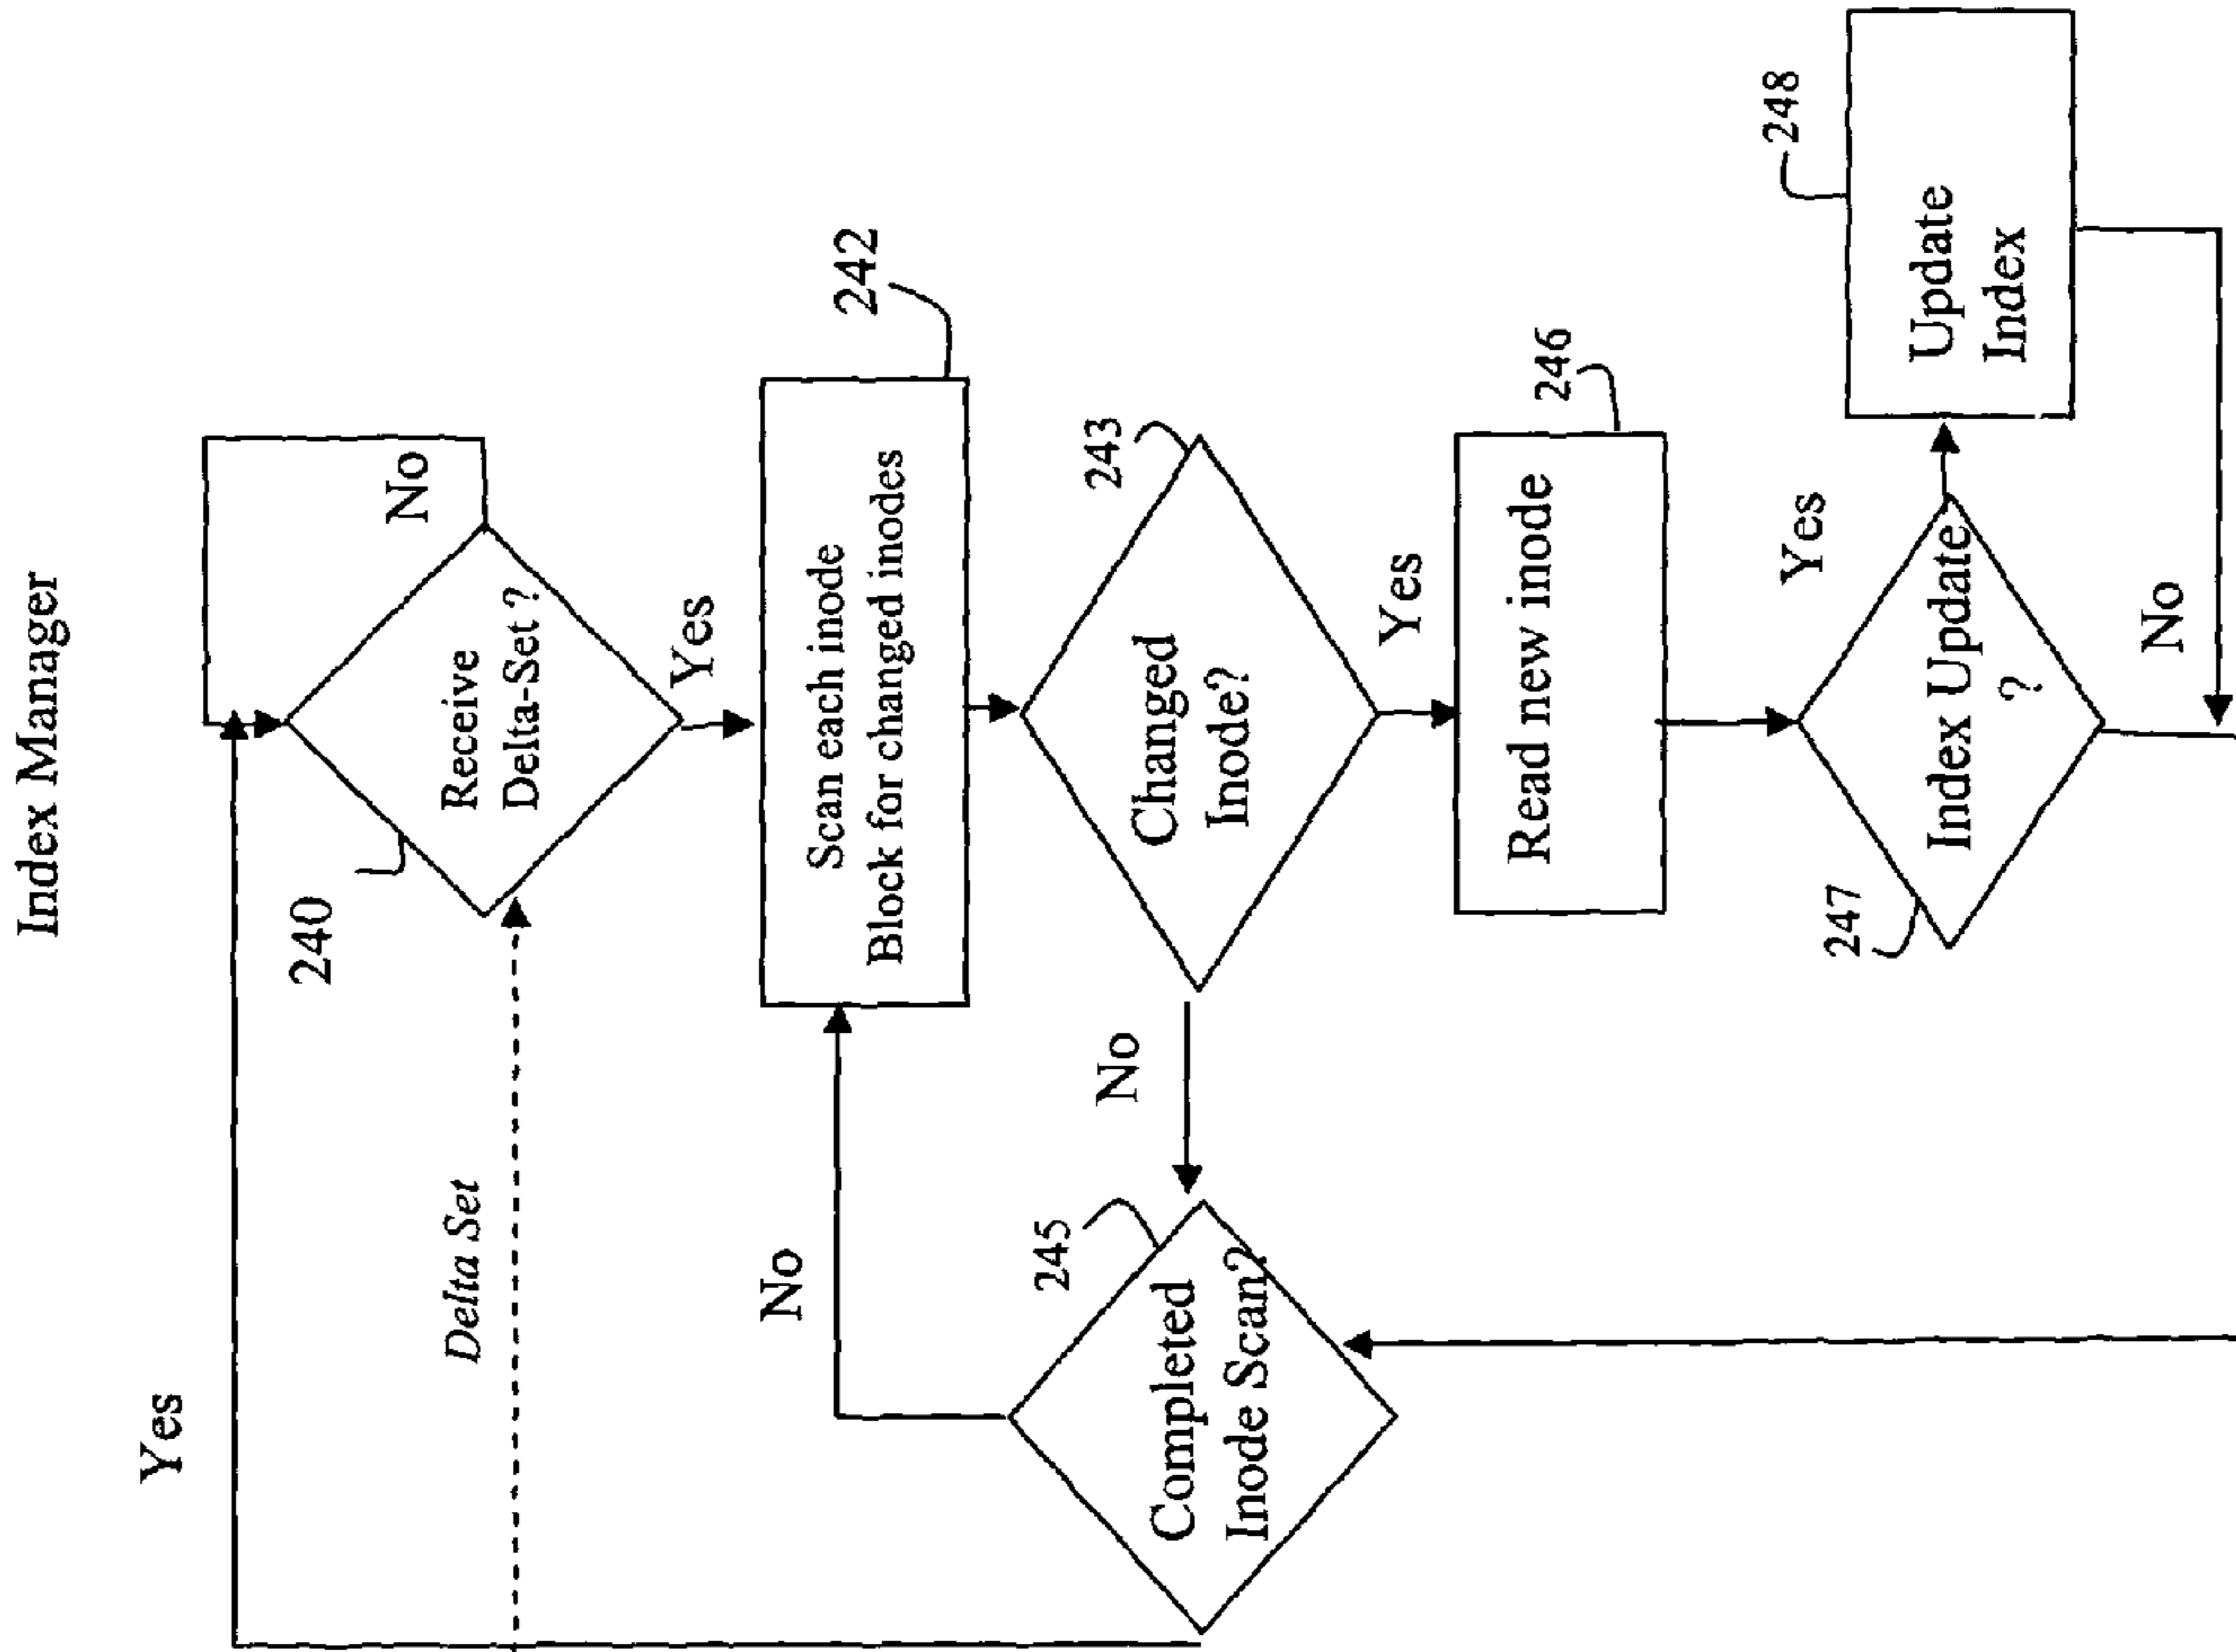 Index Manager
Yes
No
240
Receive
Delta-Set ?
Delta Set
Yes
242
Scan each inode
Block for changed inodes
No
243
Changed
Inode?
No
245
Completed
Inode Scan?
Yes
246
Read new inode
247
Index Update
?
Yes
248
Update
Index
No